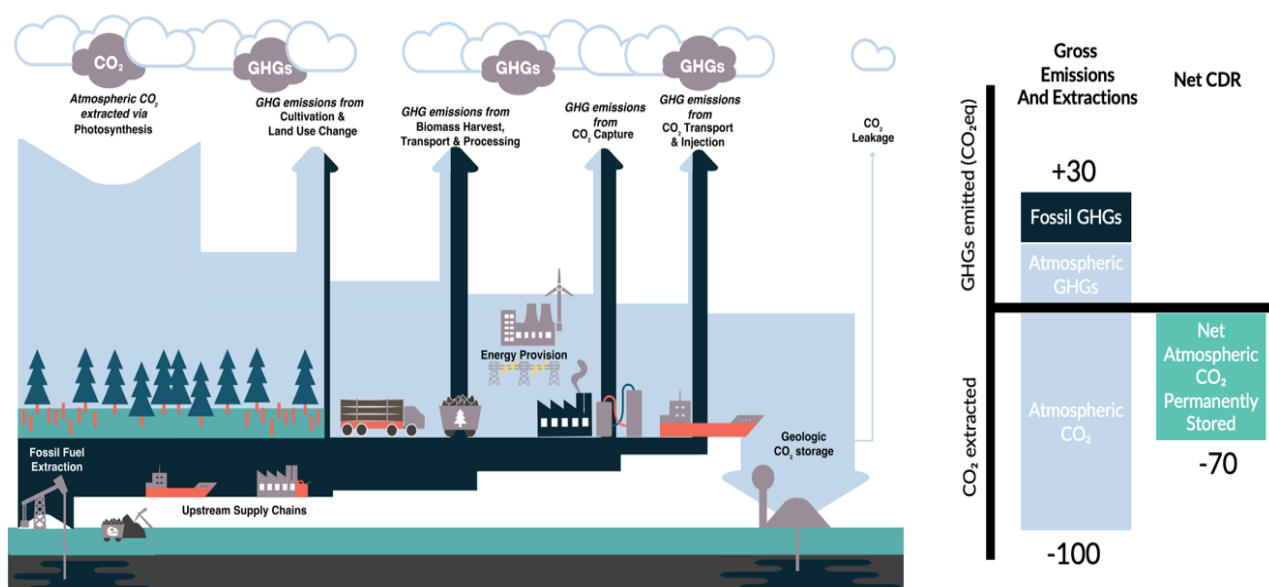 CO₂
GHGs
GHGs
GHGs
Atmospheric CO₂
extracted via
Photosynthesis
GHG emissions from
Cultivation &
Land Use Change
GHG emissions from
Biomass Harvest,
Transport & Processing
GHG emissions
from
CO₂ Capture
GHG emissions
from
CO₂ Transport
& Injection
CO₂
Leakage
Energy Provision
Geologic
CO₂ storage
Fossil Fuel
Extraction
Upstream Supply Chains
Gross
Emissions
And Extractions
Net CDR
GHGs emitted (CO₂eq)
+30
Fossil GHGs
Atmospheric
GHGs
CO₂ extracted
Atmospheric
CO₂
-100
Net
Atmospheric
CO₂
Permanently
Stored
-70